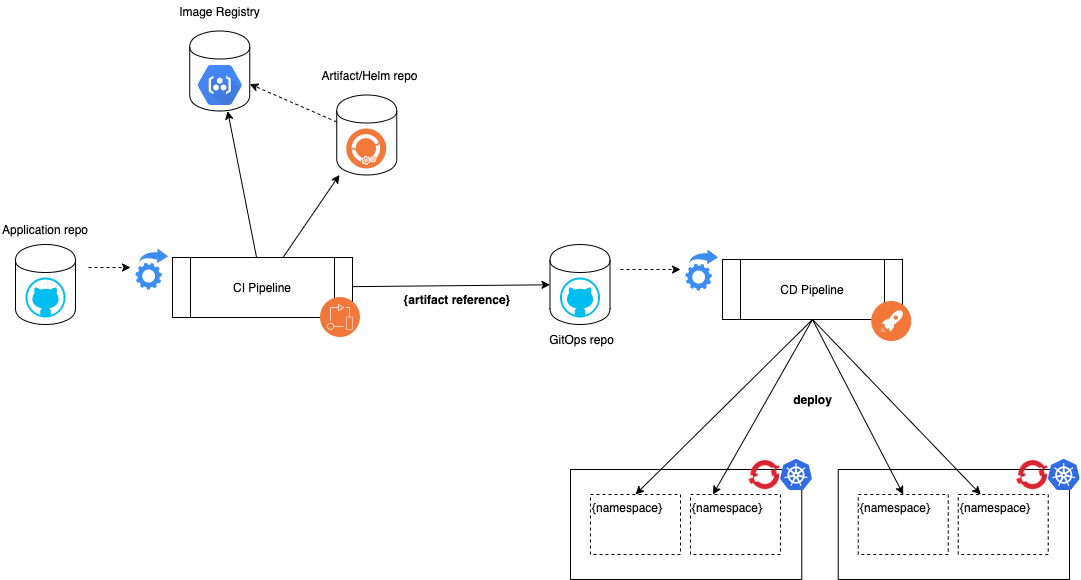 Image Registry
Artifact/Helm repo
Application repo
CI Pipeline
{artifact reference}
GitOps repo
CD Pipeline
deploy
{namespace}
{namespace}
{namespace}
{namespace}